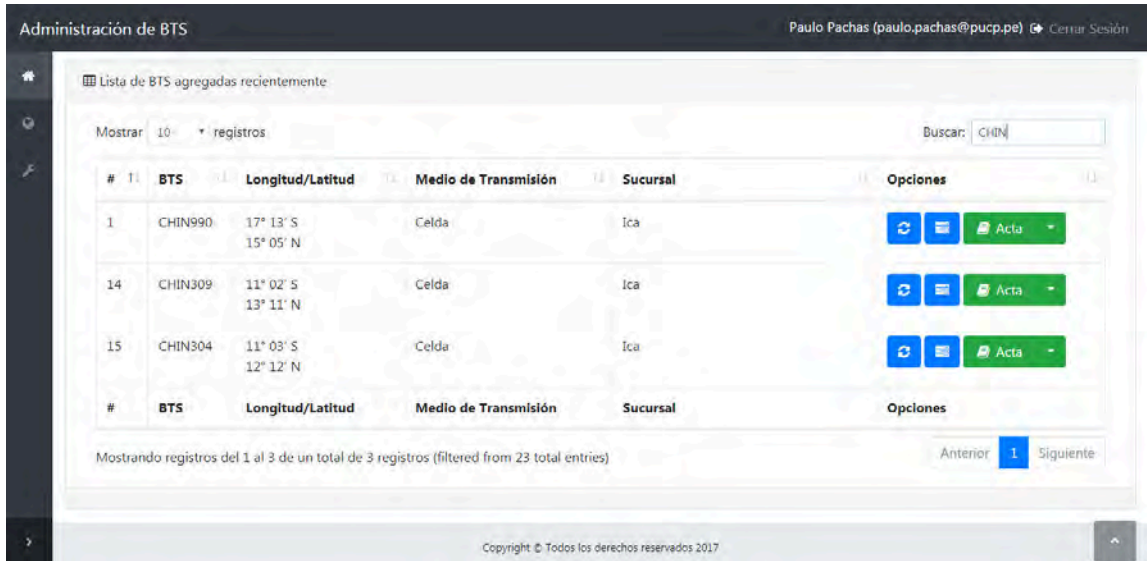 Administración de BTS
Paulo Pachas (paulo.pachas@pucp.pe) Cerrar Sesión
Lista de BTS agregadas recientemente
Mostrar 10 registros Buscar: CHIN
# BTS Longitud/Latitud Medio de Transmisión Sucursal Opciones
1 CHIN990 17° 13' S Celda Ica Acta
15° 05' N
14 CHIN309 11° 02' S Celda Ica Acta
13° 11' N
15 CHIN304 11° 03' S Celda Ica Acta
12° 12' N
# BTS Longitud/Latitud Medio de Transmisión Sucursal Opciones
Mostrando registros del 1 al 3 de un total de 3 registros (filtered from 23 total entries)
Anterior 1 Siguiente
Copyright © Todos los derechos reservados 2017